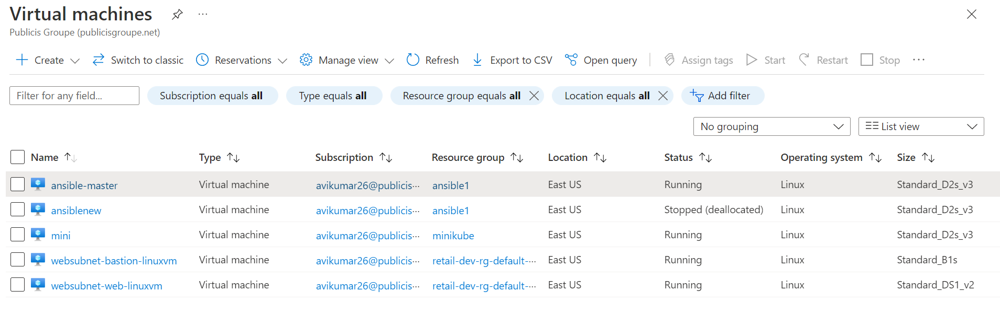 Virtual machines ...
Publicis Groupe (publicisgroupe.net)
Create Switch to classic Reservations Manage view Refresh Export to CSV Open query Assign tags Start Restart Stop ...
Filter for any field... Subscription equals all Type equals all Resource group equals all Location equals all Add filter
No grouping List view
Name Type Subscription Resource group Location Status Operating system Size
ansible-master Virtual machine avikumar26@publicis... ansible1 East US Running Linux Standard_D2s_v3
ansiblenew Virtual machine avikumar26@publicis... ansible1 East US Stopped (deallocated) Linux Standard_D2s_v3
mini Virtual machine avikumar26@publicis... minikube East US Running Linux Standard_D2s_v3
websubnet-bastion-linuxvm Virtual machine avikumar26@publicis... retail-dev-rg-default-... East US Running Linux Standard_B1s
websubnet-web-linuxvm Virtual machine avikumar26@publicis... retail-dev-rg-default-... East US Running Linux Standard_DS1_v2